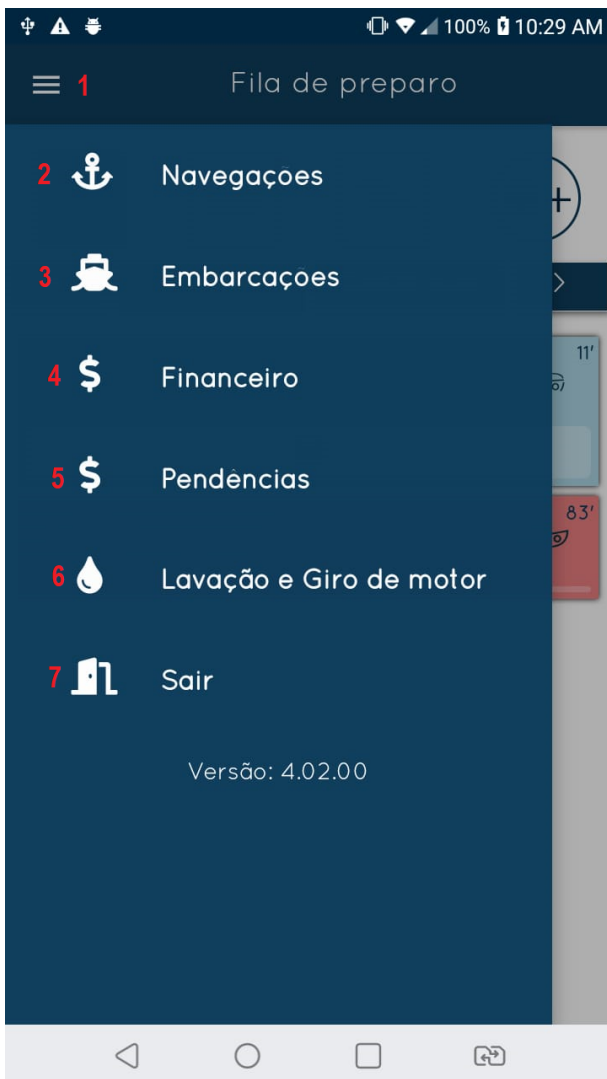 100% 10:29 AM
1 Fila de preparo
2 Navegações
3 Embarcações
4 $ Financeiro
11'
5 $ Pendências
83'
6 Lavação e Giro de motor
7 Sair
Versão: 4.02.00